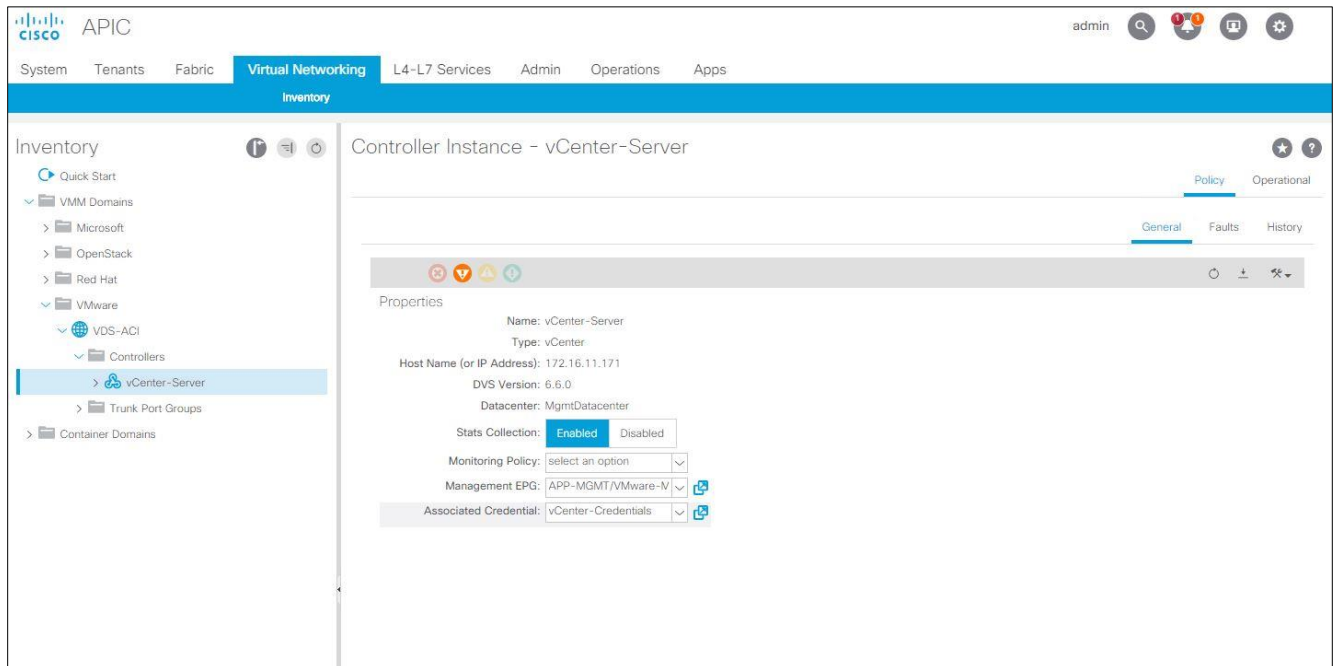 CISCO APIC admin 1 1
System Tenants Fabric Virtual Networking L4-L7 Services Admin Operations Apps
Inventory
Inventory
Quick Start
VMM Domains
Microsoft
OpenStack
Red Hat
VMware
VDS-ACI
Controllers
vCenter-Server
Trunk Port Groups
Container Domains
Controller Instance - vCenter-Server
Policy Operational
General Faults History
Properties
Name: vCenter-Server
Type: vCenter
Host Name (or IP Address): 172.16.11.171
DVS Version: 6.6.0
Datacenter: MgmtDatacenter
Stats Collection: Enabled Disabled
Monitoring Policy: select an option
Management EPG: APP-MGMT/VMware-M
Associated Credential: vCenter-Credentials